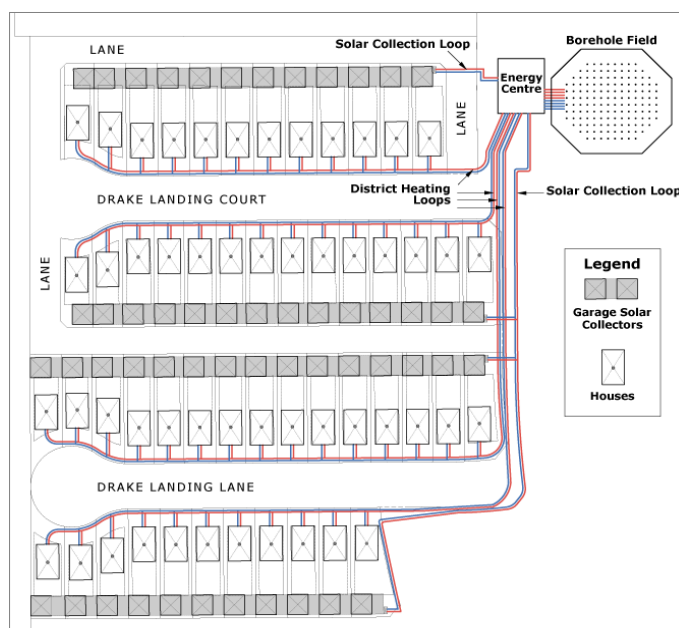 LANE
Solar Collection Loop
Borehole Field
Energy
Centre
LANE
District Heating
Loops
Solar Collection Loop
DRAKE LANDING COURT
LANE
Legend
Garage Solar
Collectors
Houses
DRAKE LANDING LANE